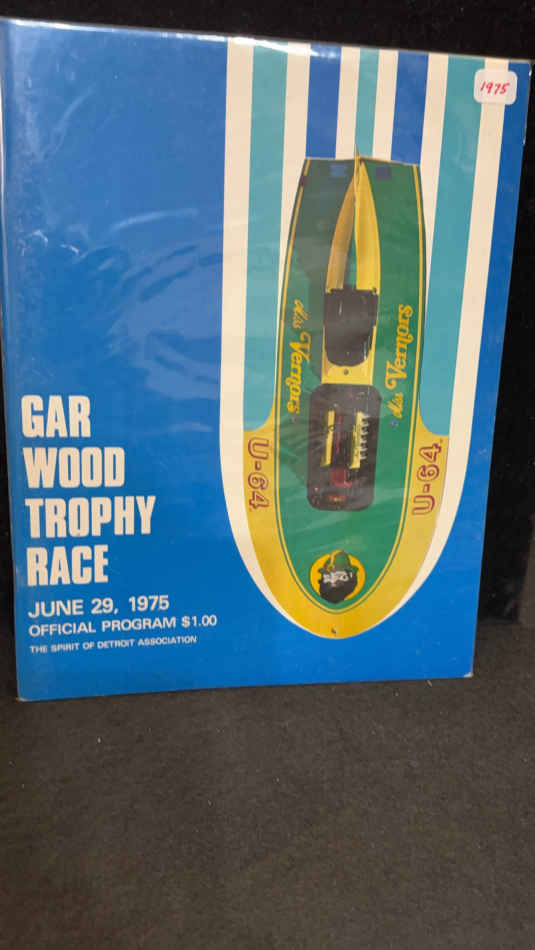 1975
Miss Vernors
Miss Vernors
U-64
U-64
GAR
WOOD
TROPHY
RACE
JUNE 29, 1975
OFFICIAL PROGRAM $1.00
THE SPIRIT OF DETROIT ASSOCIATION